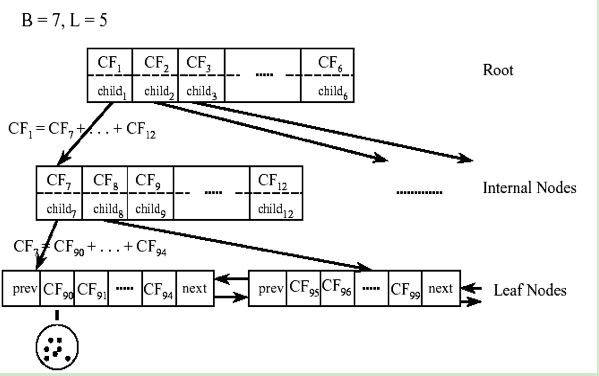 B = 7, L = 5
CF1 CF2 CF3 ..... CF6
child1 child2 child3 child6
Root
CF1 = CF7 + . . . + CF12
CF7 CF8 CF9 ..... CF12
child7 child8 child9 child12
............
Internal Nodes
CF7 = CF90 + . . . + CF94
prev CF90 CF91 ..... CF94 next
prev CF95 CF96 ..... CF99 next
Leaf Nodes